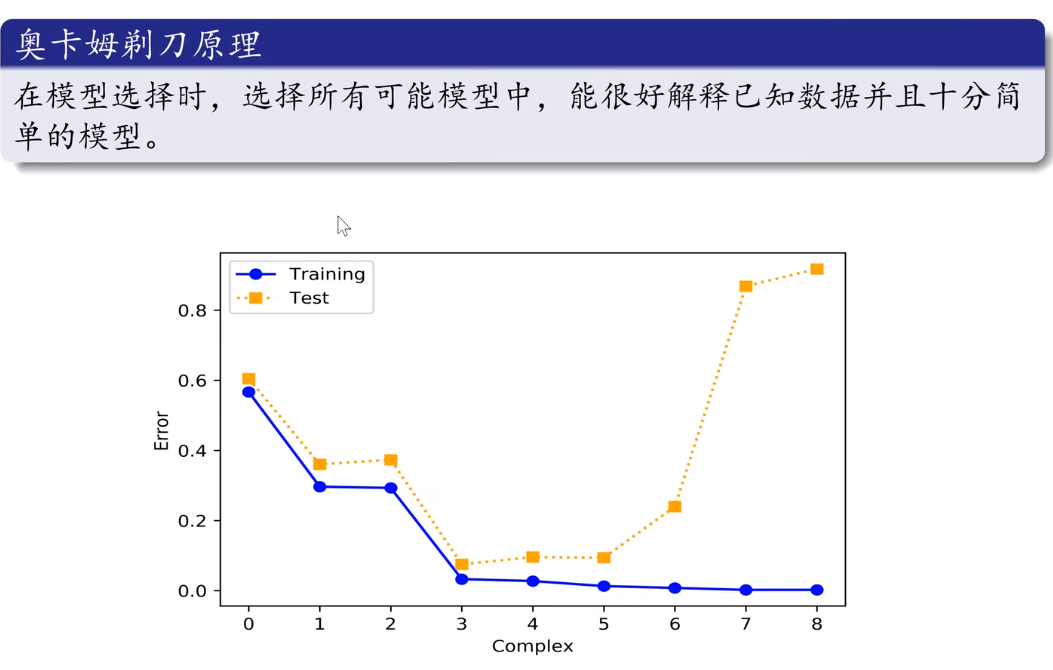 奥卡姆剃刀原理
在模型选择时，选择所有可能模型中，能很好解释已知数据并且十分简
单的模型。
Training
Test
0.8
0.6
0.4
0.2
0.0
Error
0 1 2 3 4 5 6 7 8
Complex